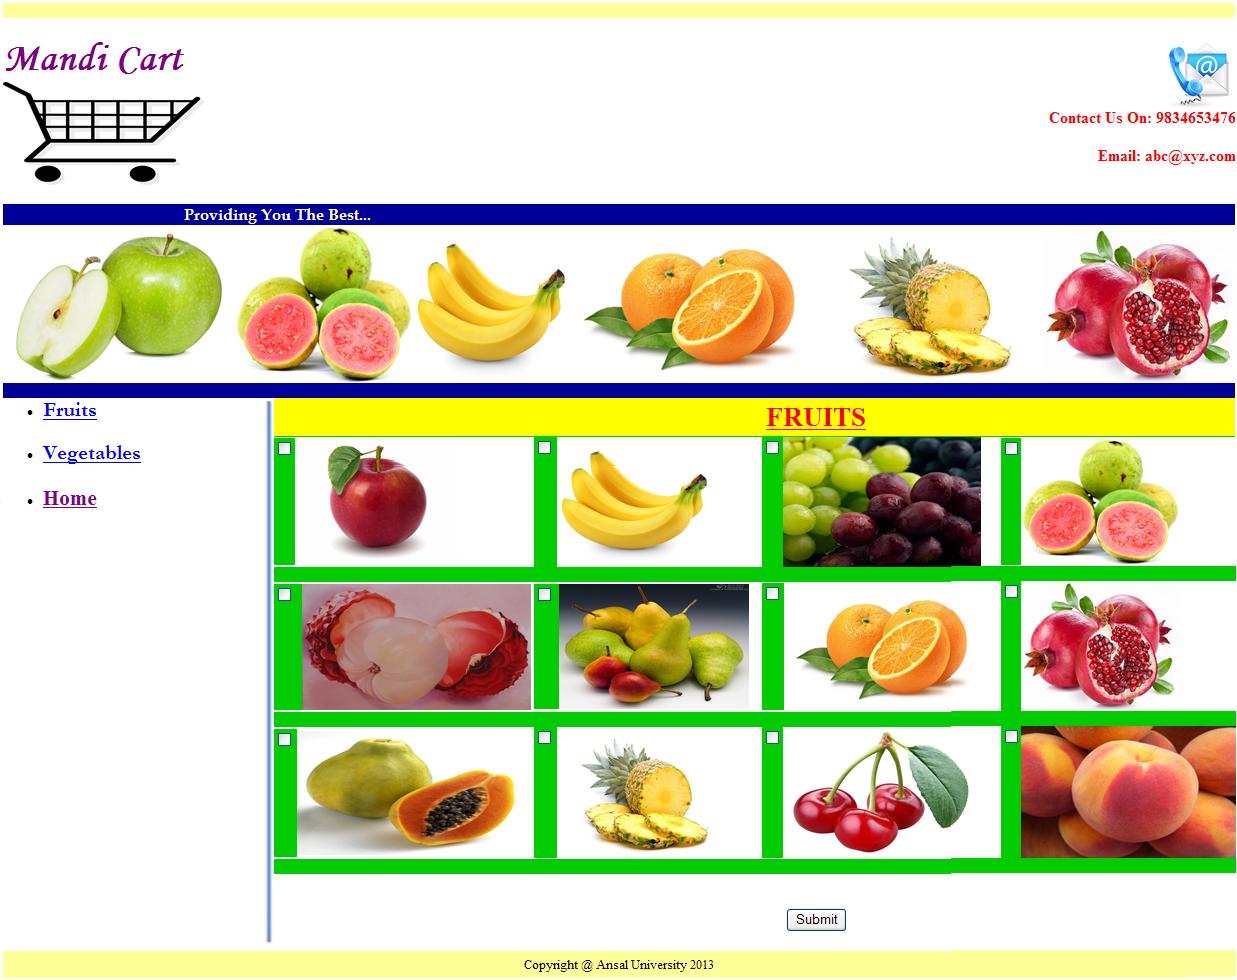 Mandi Cart
Contact Us On: 9834653476
Email: abc@xyz.com
Providing You The Best...
Fruits
Vegetables
Home
FRUITS
Submit
Copyright @ Ansal University 2013